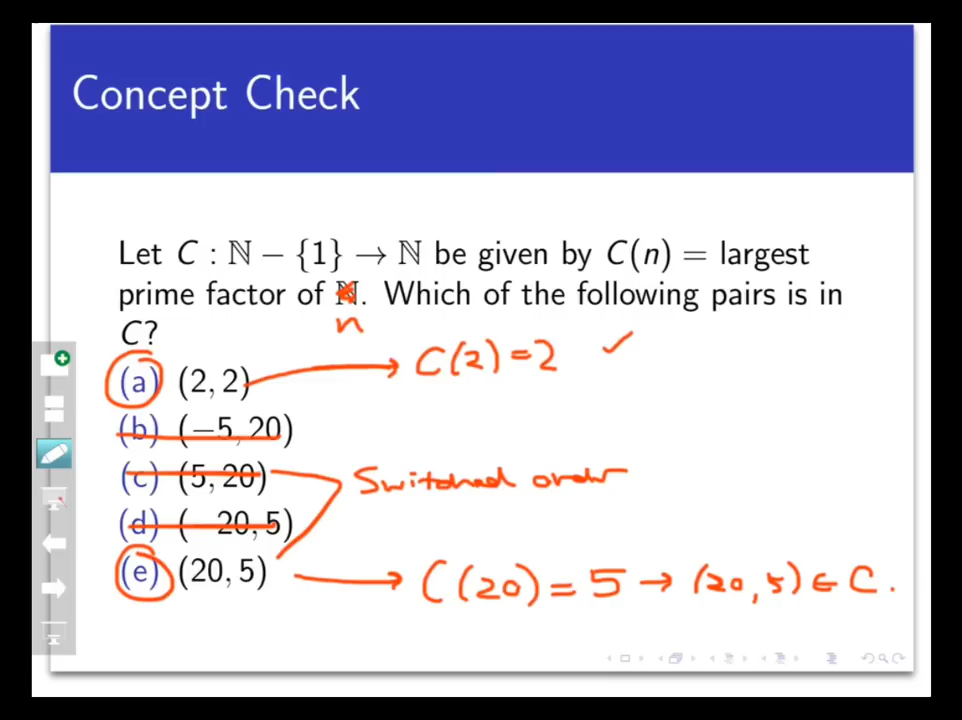 Concept Check
Let C : ℕ − {1} → ℕ be given by C(n) = largest
prime factor of ℕ. Which of the following pairs is in
n
C?
C(2) = 2 ✓
(a) (2, 2)
(b) (−5, 20)
(c) (5, 20)
Switched order
(d) (−20, 5)
(e) (20, 5)
C(20) = 5 → (20, 5) ∈ C.